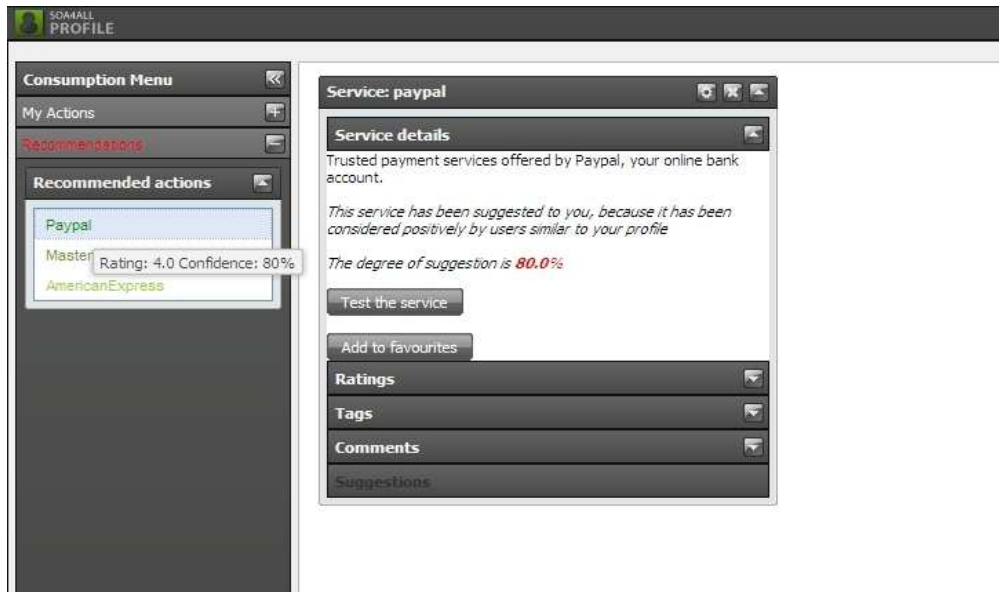 SOA4ALL
PROFILE
Consumption Menu
My Actions
Recommendations
Recommended actions
Paypal
Master
Rating: 4.0 Confidence: 80%
AmericanExpress
Service: paypal
Service details
Trusted payment services offered by Paypal, your online bank
account.
This service has been suggested to you, because it has been
considered positively by users similar to your profile
The degree of suggestion is 80.0%
Test the service
Add to favourites
Ratings
Tags
Comments
Suggestions